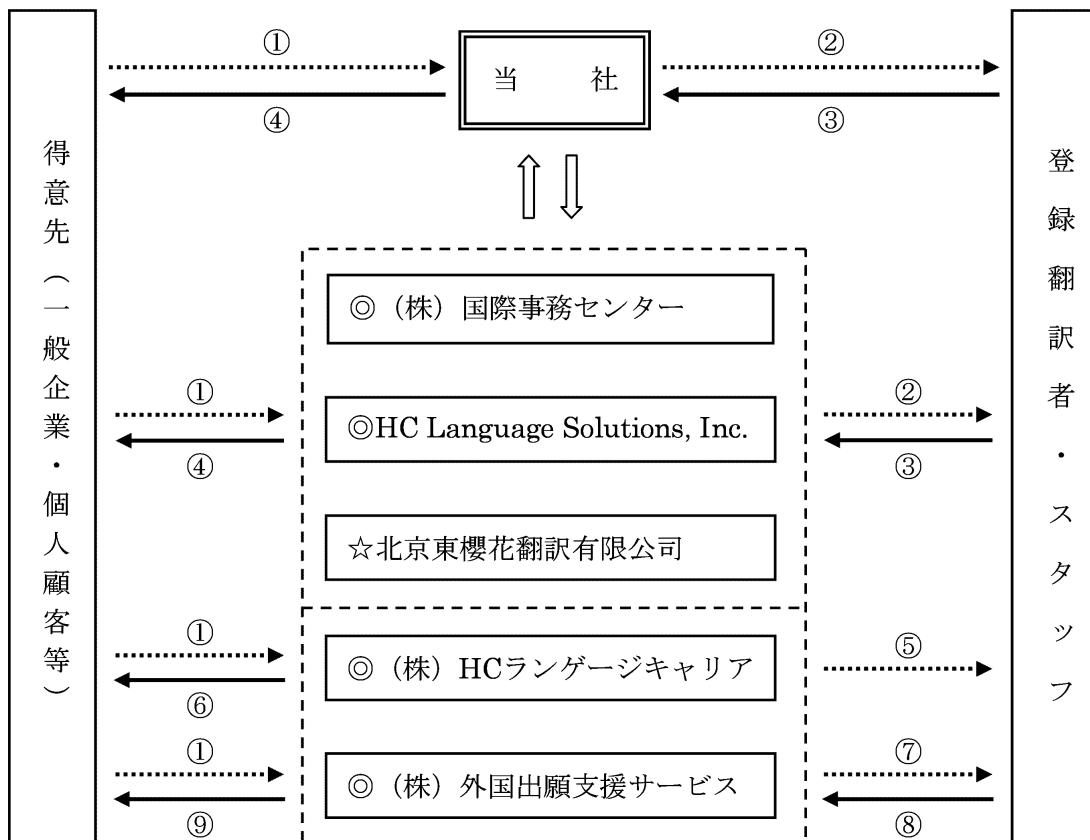 ① ②
当 社
④ ③
得意先（一般企業・個人顧客等）
登録翻訳者・スタッフ
◎（株）国際事務センター
① ②
◎HC Language Solutions, Inc.
④ ③
☆北京東櫻花翻訳有限公司
① ⑤
◎（株）HCランゲージキャリア
⑥
① ⑦
◎（株）外国出願支援サービス
⑨ ⑧